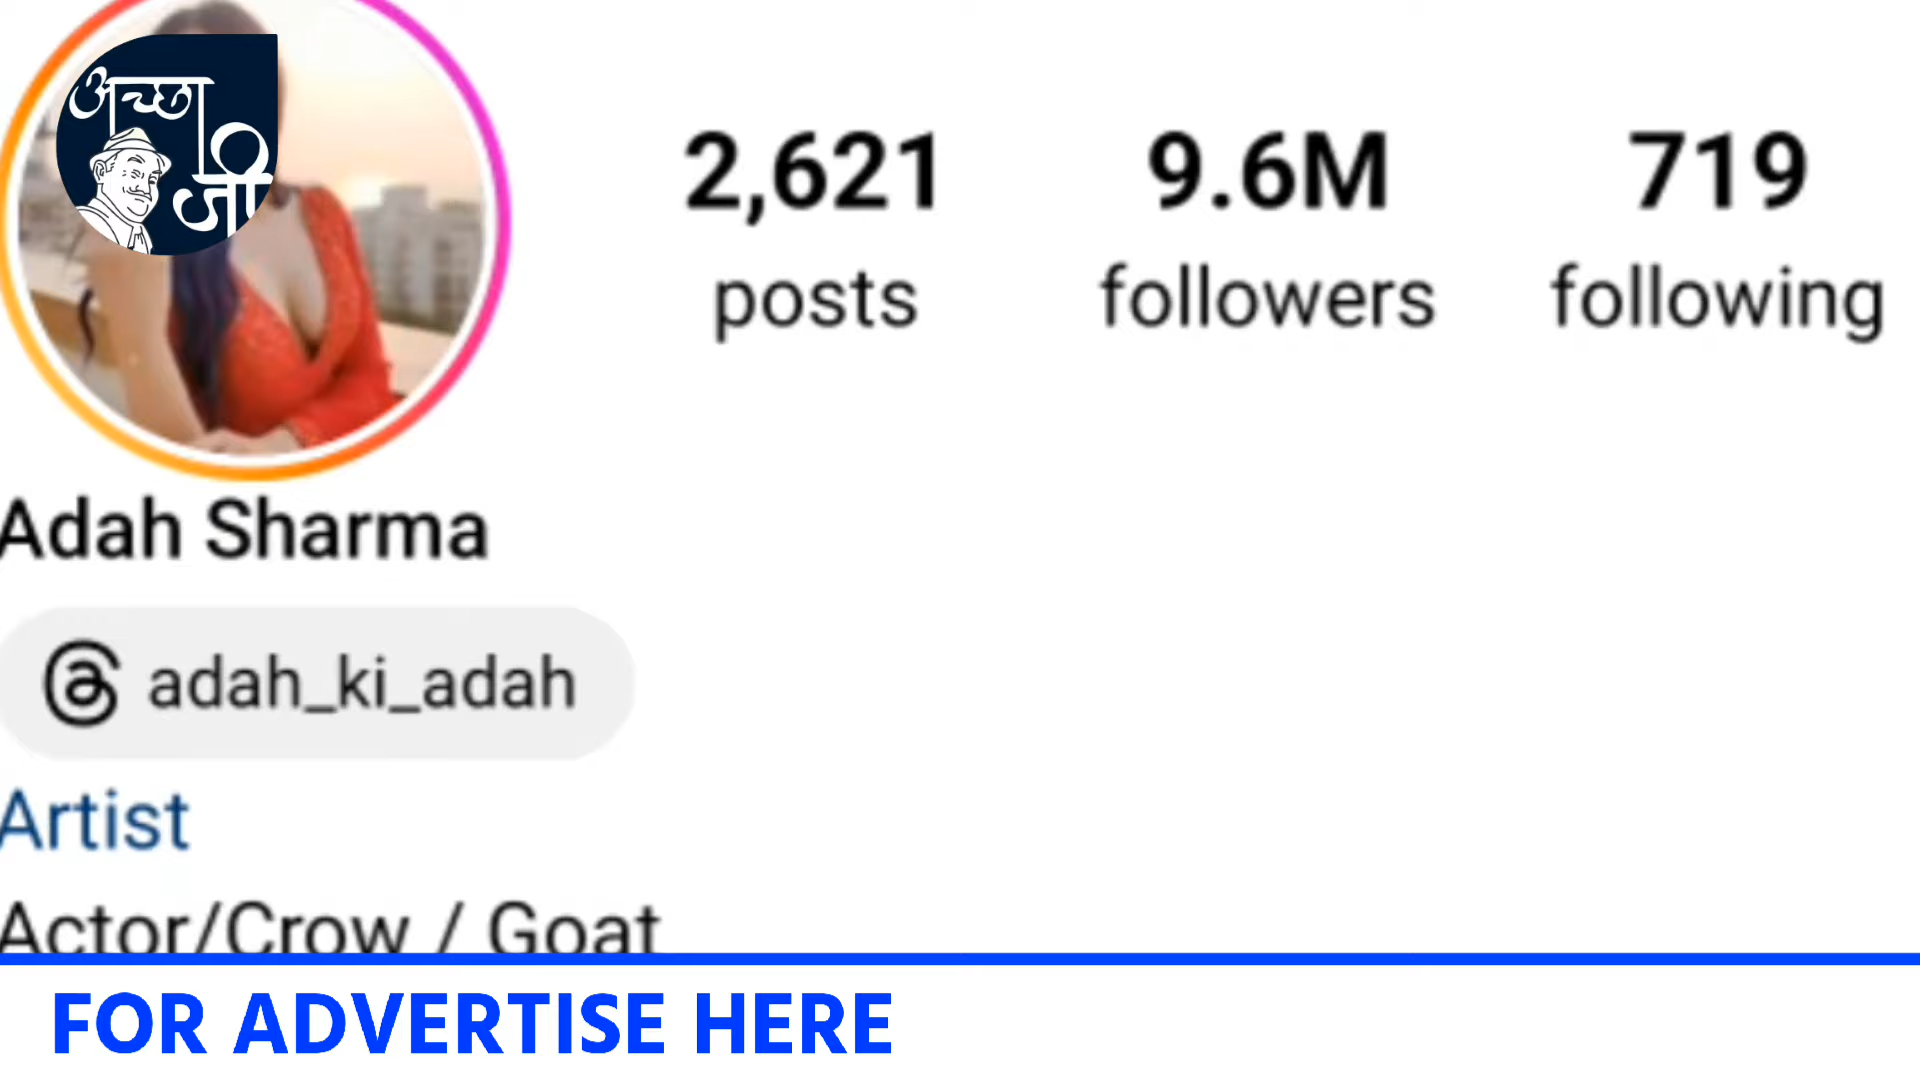 अच्छा
जी
2,621 9.6M 719
posts followers following
Adah Sharma
adah_ki_adah
Artist
Actor/Crow / Goat
FOR ADVERTISE HERE